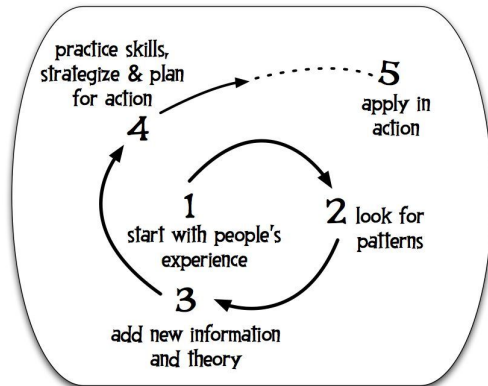 1
start with people's
experience
2 look for
patterns
3
add new information
and theory
practice skills,
strategize & plan
for action
4
5
apply in
action